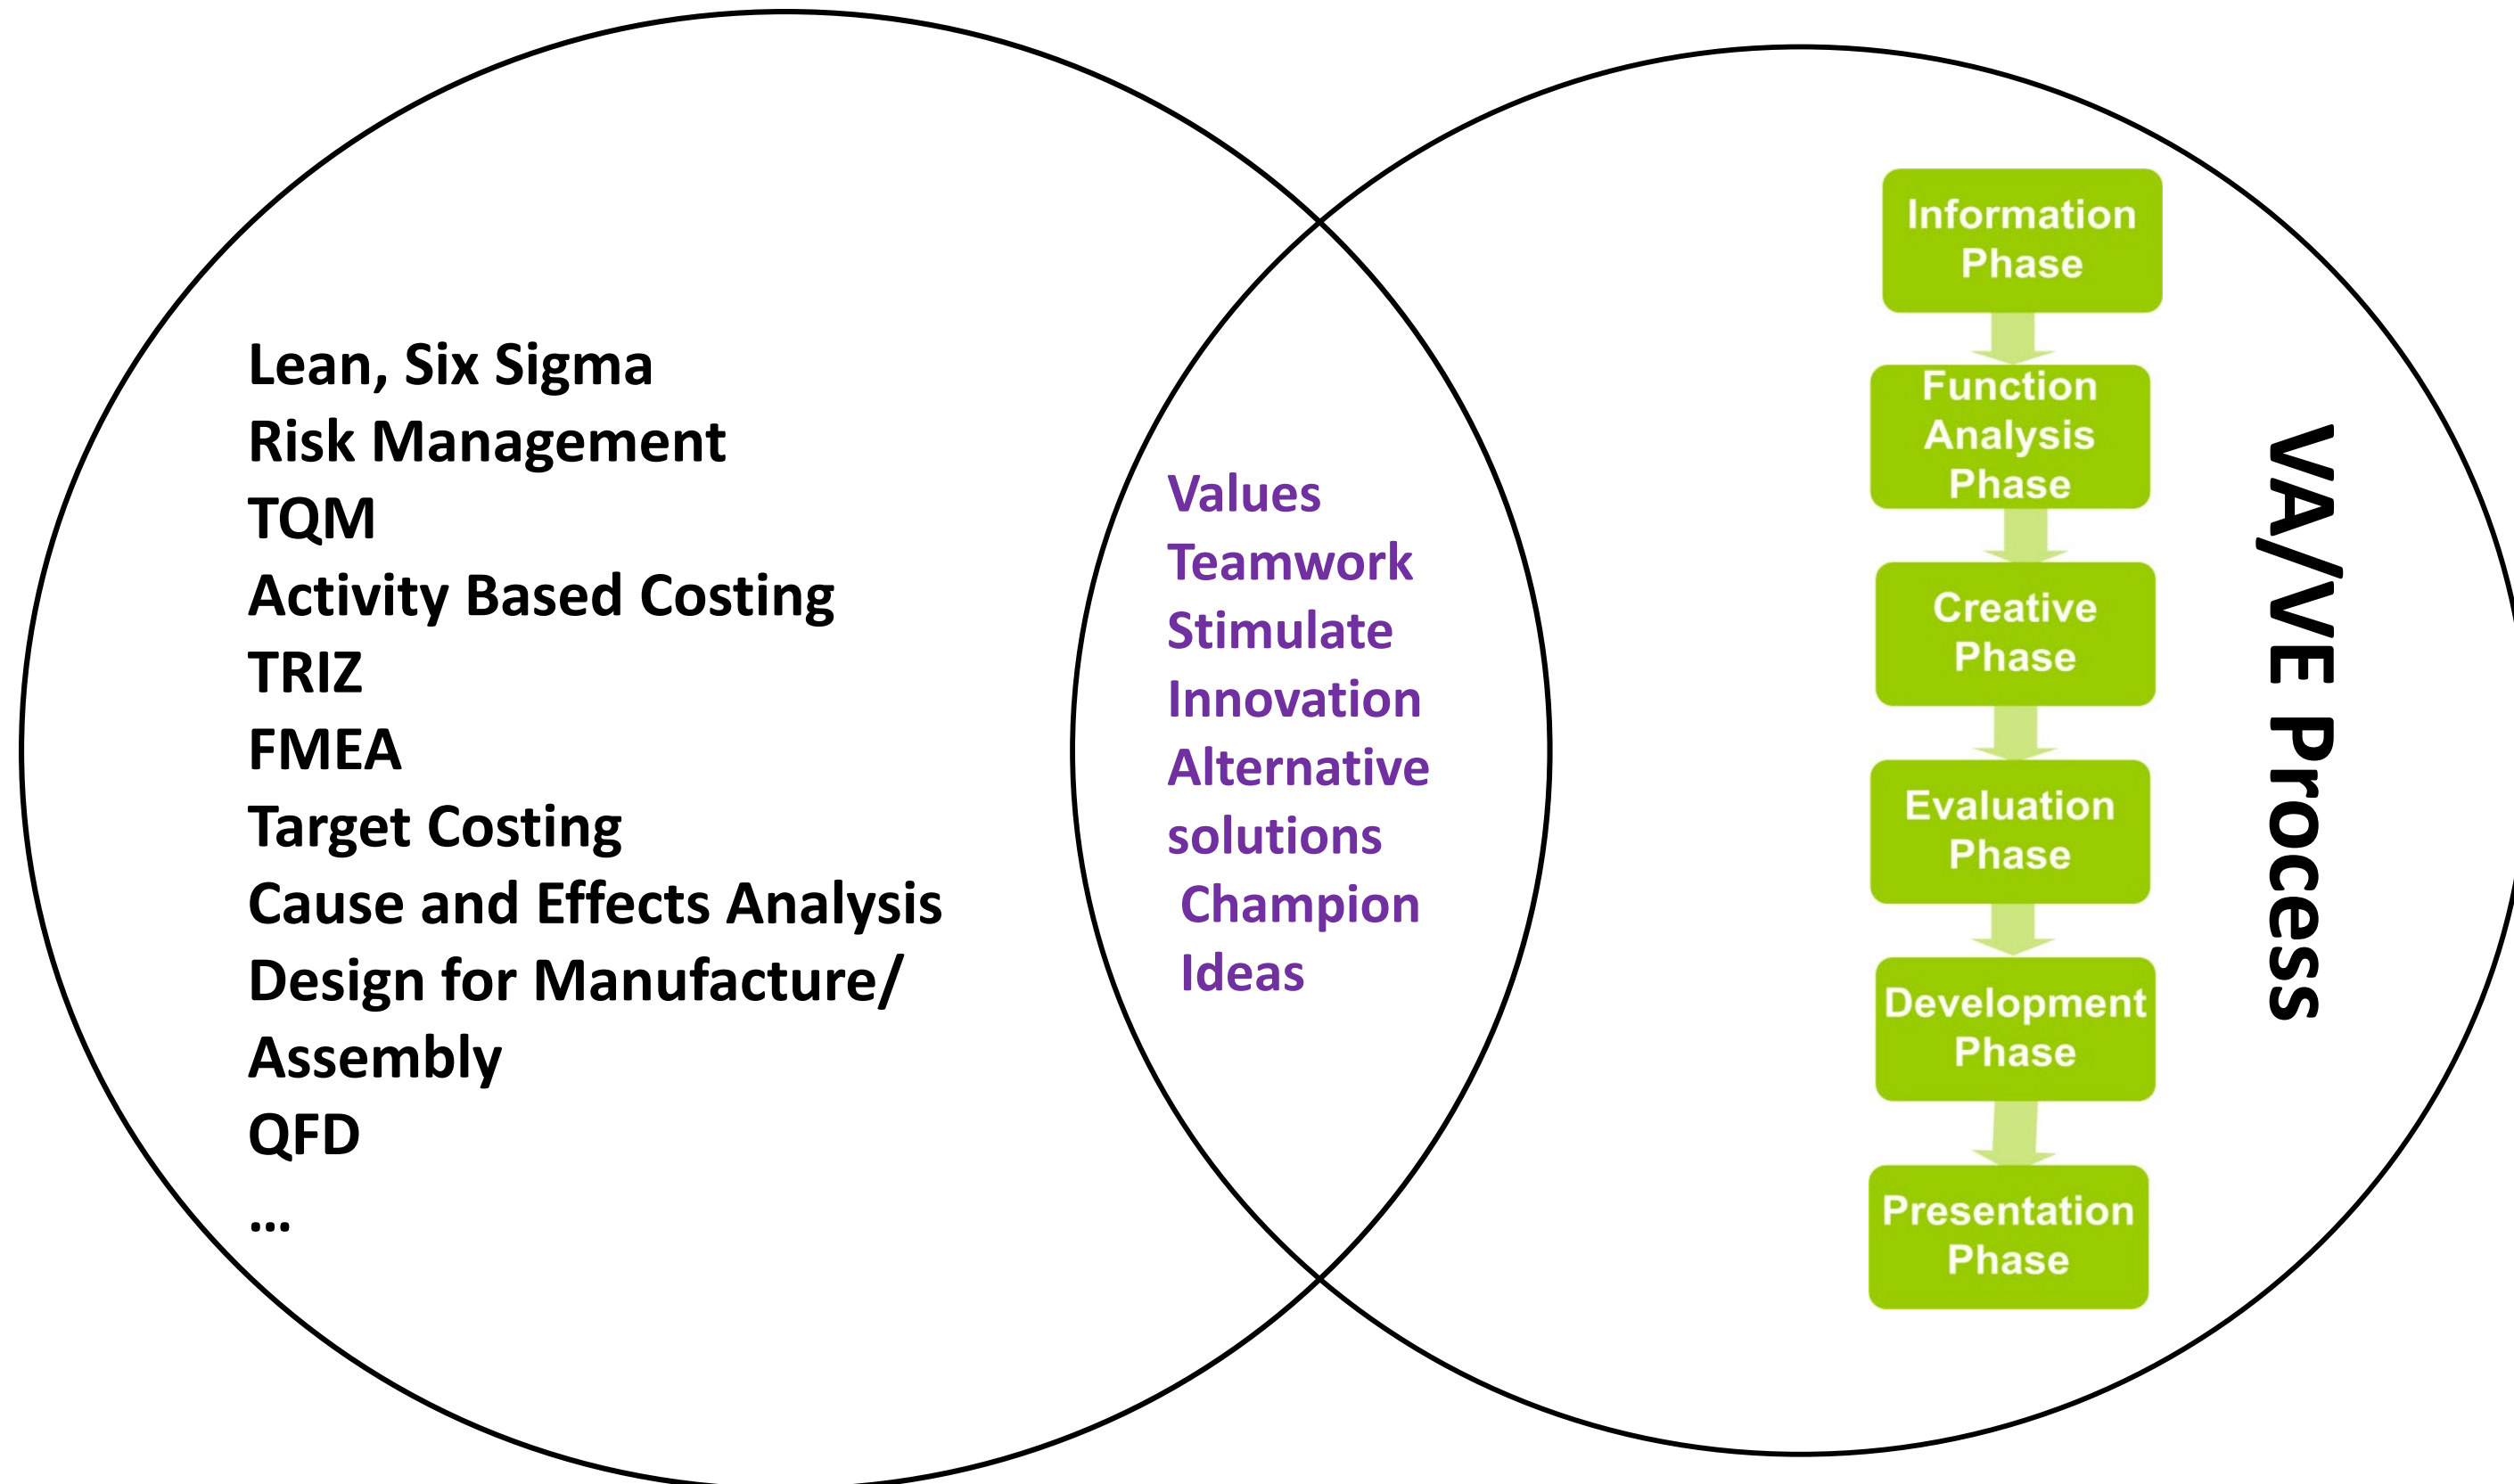 Lean, Six Sigma
Risk Management
TQM
Activity Based Costing
TRIZ
FMEA
Target Costing
Cause and Effects Analysis
Design for Manufacture/
Assembly
QFD
...
Values
Teamwork
Stimulate
Innovation
Alternative
solutions
Champion
Ideas
Information
Phase
Function
Analysis
Phase
Creative
Phase
Evaluation
Phase
Development
Phase
Presentation
Phase
VA/VE Process